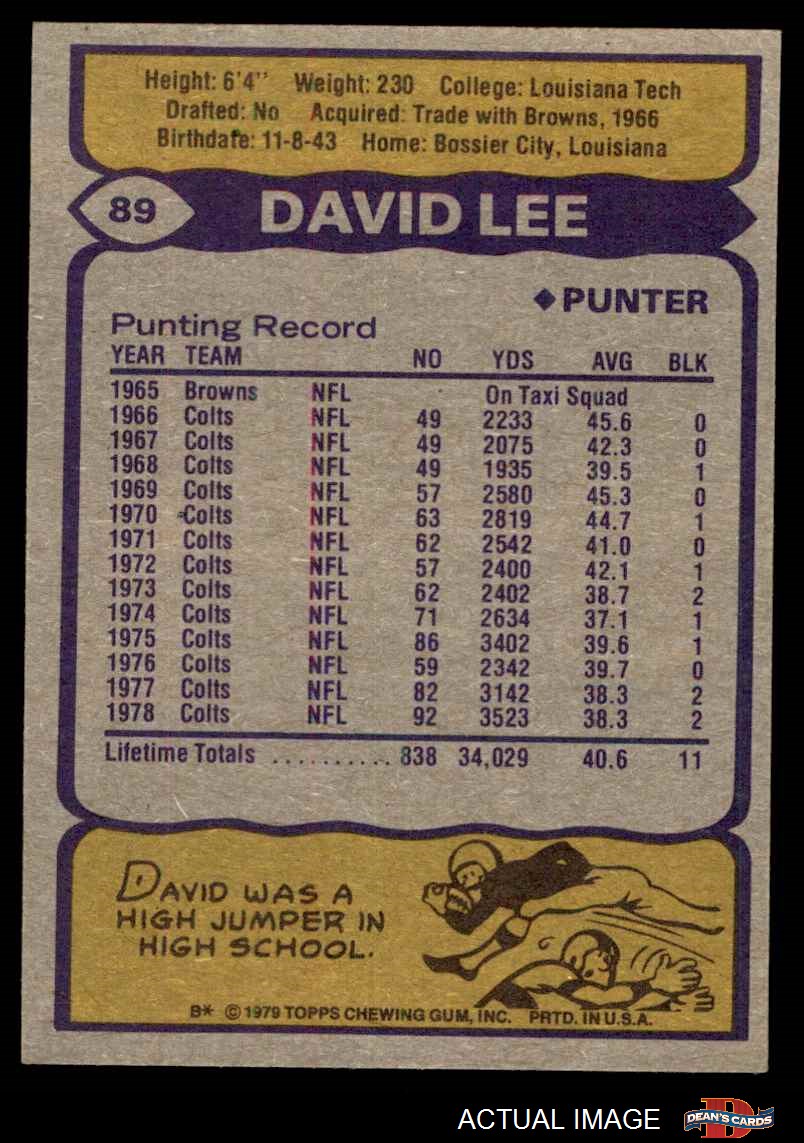 Height: 6'4" Weight: 230 College: Louisiana Tech
Drafted: No Acquired: Trade with Browns, 1966
Birthdate: 11-8-43 Home: Bossier City, Louisiana
89 DAVID LEE
◆PUNTER
Punting Record
YEAR TEAM NO YDS AVG BLK
1965 Browns NFL On Taxi Squad
1966 Colts NFL 49 2233 45.6 0
1967 Colts NFL 49 2075 42.3 0
1968 Colts NFL 49 1935 39.5 1
1969 Colts NFL 57 2580 45.3 0
1970 Colts NFL 63 2819 44.7 1
1971 Colts NFL 62 2542 41.0 0
1972 Colts NFL 57 2400 42.1 1
1973 Colts NFL 62 2402 38.7 2
1974 Colts NFL 71 2634 37.1 1
1975 Colts NFL 86 3402 39.6 1
1976 Colts NFL 59 2342 39.7 0
1977 Colts NFL 82 3142 38.3 2
1978 Colts NFL 92 3523 38.3 2
Lifetime Totals .......... 838 34,029 40.6 11
DAVID WAS A
HIGH JUMPER IN
HIGH SCHOOL.
B* © 1979 TOPPS CHEWING GUM, INC. PRTD. IN U.S.A.
ACTUAL IMAGE
D
DEAN'S CARDS